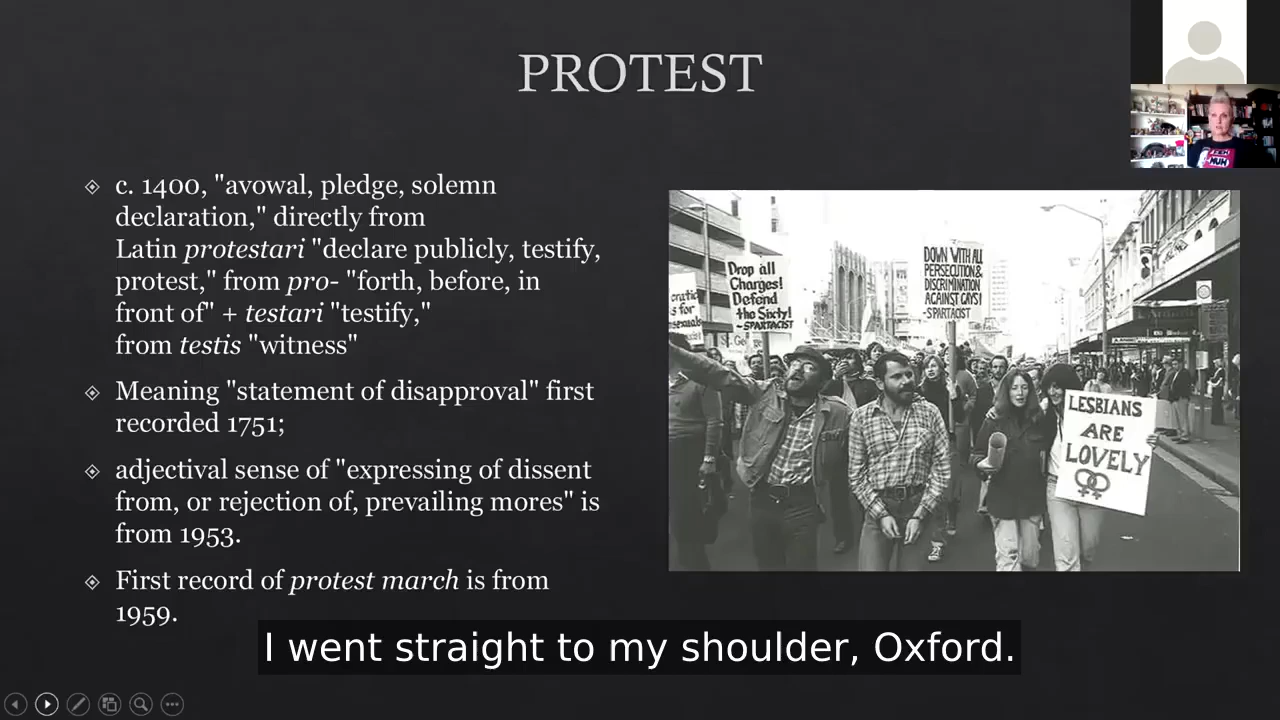 PROTEST
c. 1400, "avowal, pledge, solemn
declaration," directly from
Latin protestari "declare publicly, testify,
protest," from pro- "forth, before, in
front of" + testari "testify,"
from testis "witness"
Meaning "statement of disapproval" first
recorded 1751;
adjectival sense of "expressing of dissent
from, or rejection of, prevailing mores" is
from 1953.
First record of protest march is from
1959.
Drop all
Charges!
Defend
the Sixty!
~SPARTACIST
DOWN WITH ALL
PERSECUTION &
DISCRIMINATION
AGAINST GAYS!
-SPARTACIST
LESBIANS
ARE
LOVELY
I went straight to my shoulder, Oxford.